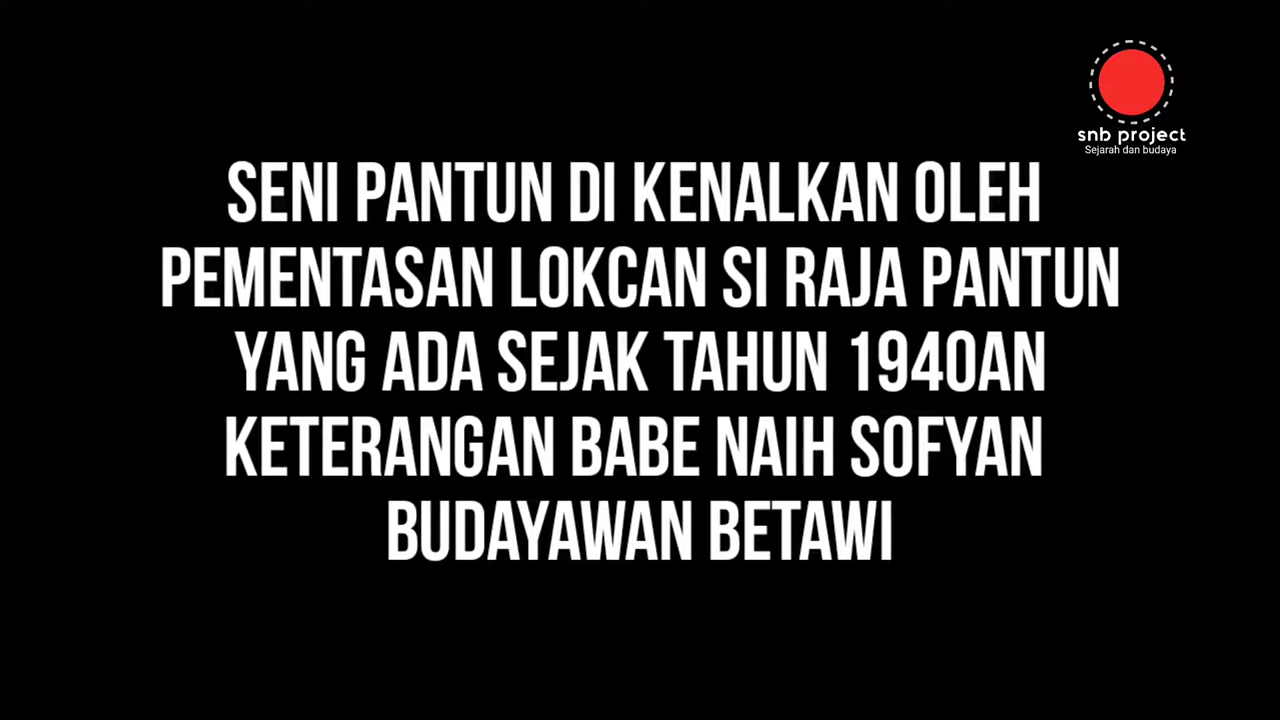 snb project
Sejarah dan budaya
SENI PANTUN DI KENALKAN OLEH
PEMENTASAN LOKCAN SI RAJA PANTUN
YANG ADA SEJAK TAHUN 1940AN
KETERANGAN BABE NAIH SOFYAN
BUDAYAWAN BETAWI